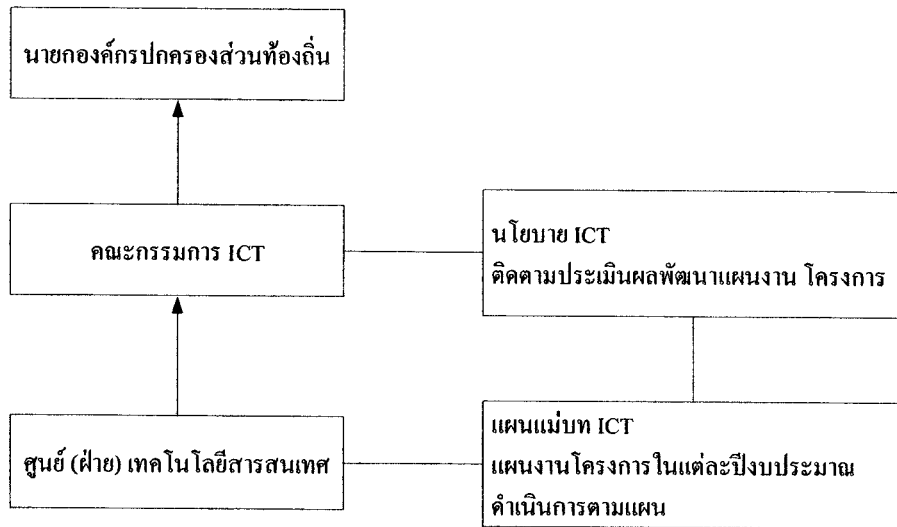 นายกองค์กรปกครองส่วนท้องถิ่น
คณะกรรมการ ICT
นโยบาย ICT
ติดตามประเมินผลพัฒนาแผนงาน โครงการ
ศูนย์ (ฝ่าย) เทคโนโลยีสารสนเทศ
แผนแม่บท ICT
แผนงานโครงการในแต่ละปีงบประมาณ
ดำเนินการตามแผน